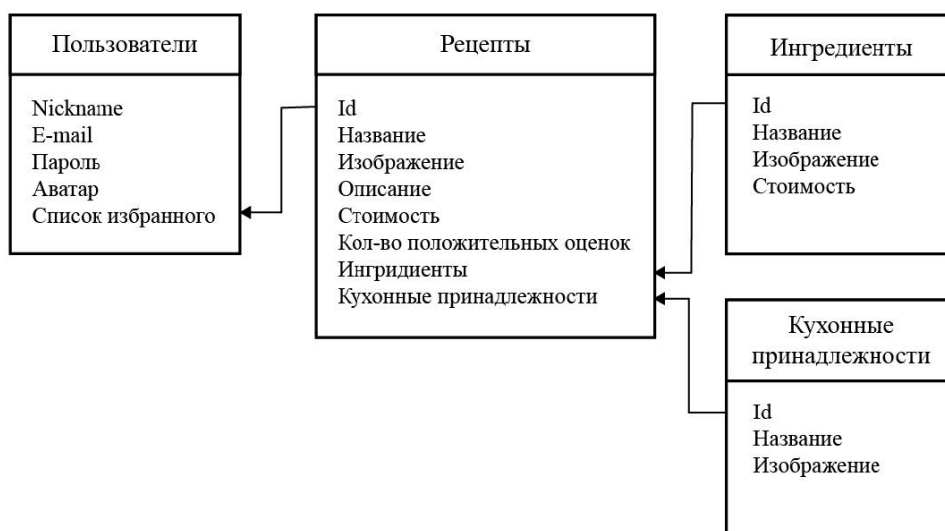 Пользователи
Nickname
E-mail
Пароль
Аватар
Список избранного
Рецепты
Id
Название
Изображение
Описание
Стоимость
Кол-во положительных оценок
Ингридиенты
Кухонные принадлежности
Ингредиенты
Id
Название
Изображение
Стоимость
Кухонные
принадлежности
Id
Название
Изображение